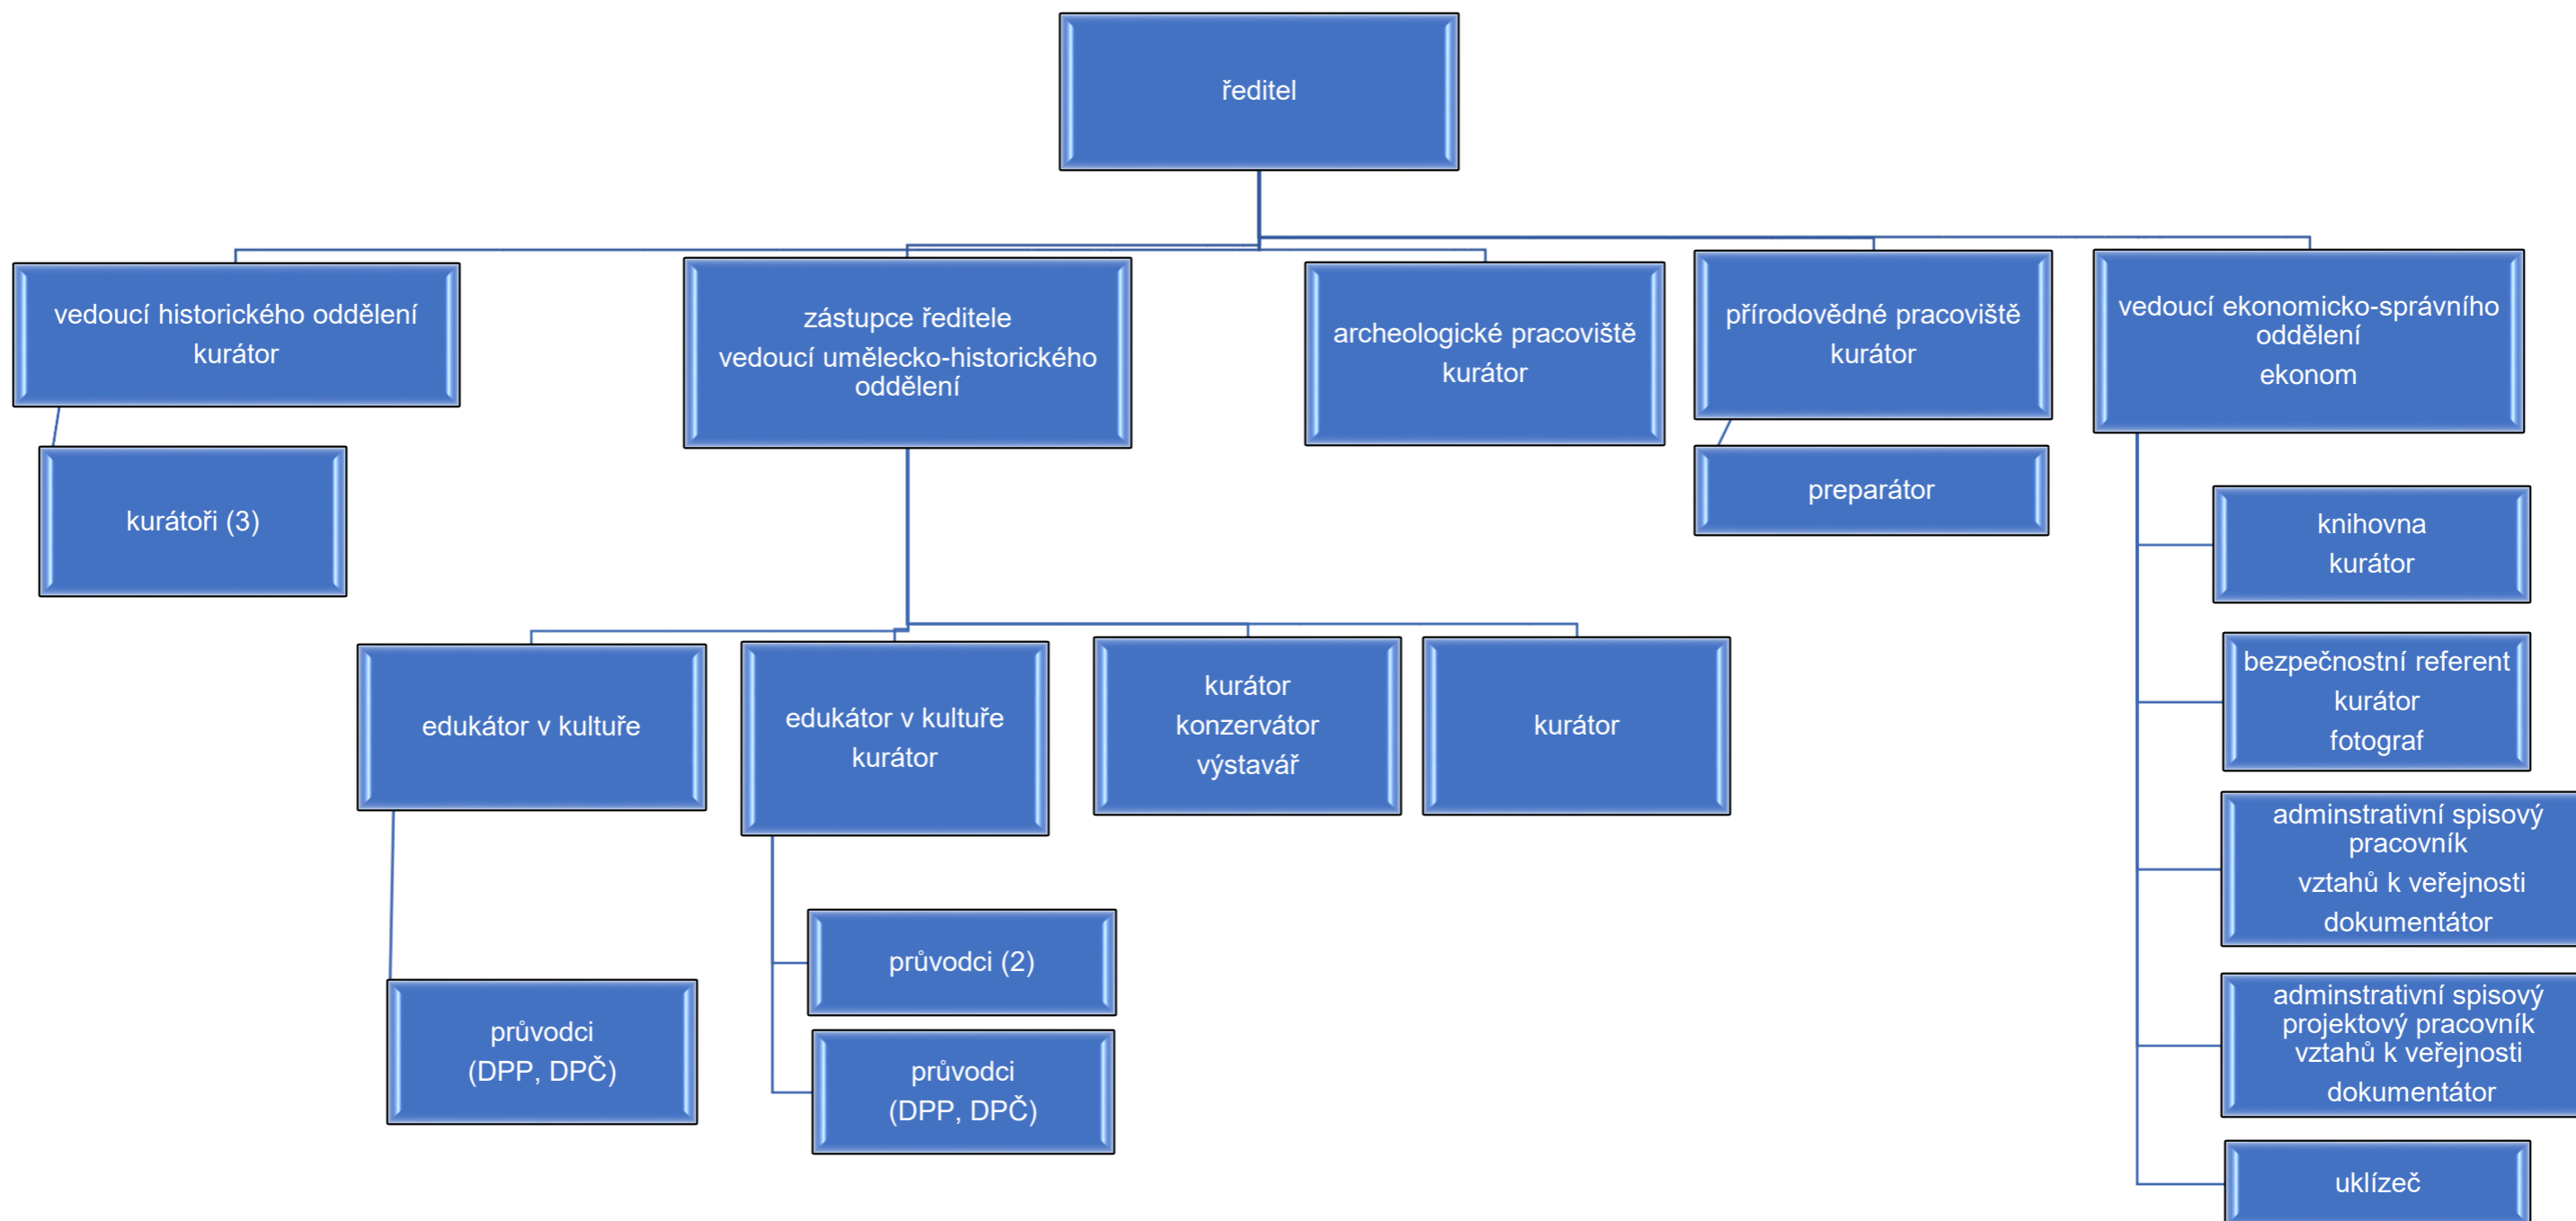 ředitel
vedoucí historického oddělení
kurátor
zástupce ředitele
vedoucí umělecko-historického
oddělení
archeologické pracoviště
kurátor
přírodovědné pracoviště
kurátor
vedoucí ekonomicko-správního
oddělení
ekonom
kurátoři (3)
preparátor
knihovna
kurátor
bezpečnostní referent
kurátor
fotograf
edukátor v kultuře
edukátor v kultuře
kurátor
kurátor
konzervátor
výstavář
kurátor
adminstrativní spisový
pracovník
vztahů k veřejnosti
dokumentátor
průvodci (2)
průvodci
(DPP, DPČ)
průvodci
(DPP, DPČ)
adminstrativní spisový
projektový pracovník
vztahů k veřejnosti
dokumentátor
uklízeč